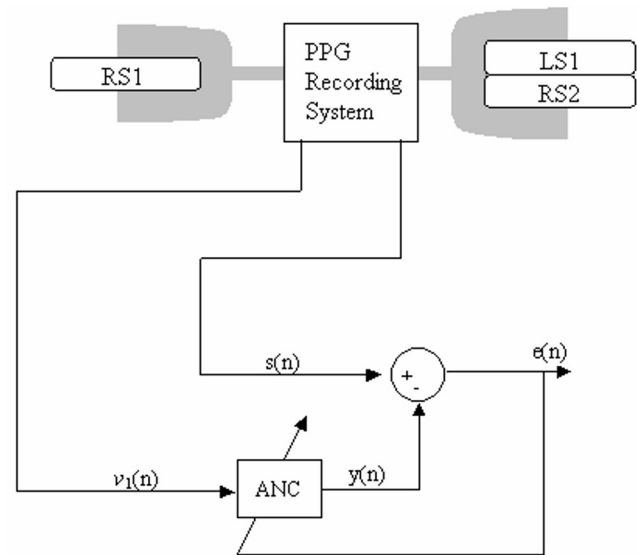 RS1
PPG
Recording
System
LS1
RS2
s(n)
+
-
e(n)
v1(n)
ANC
y(n)